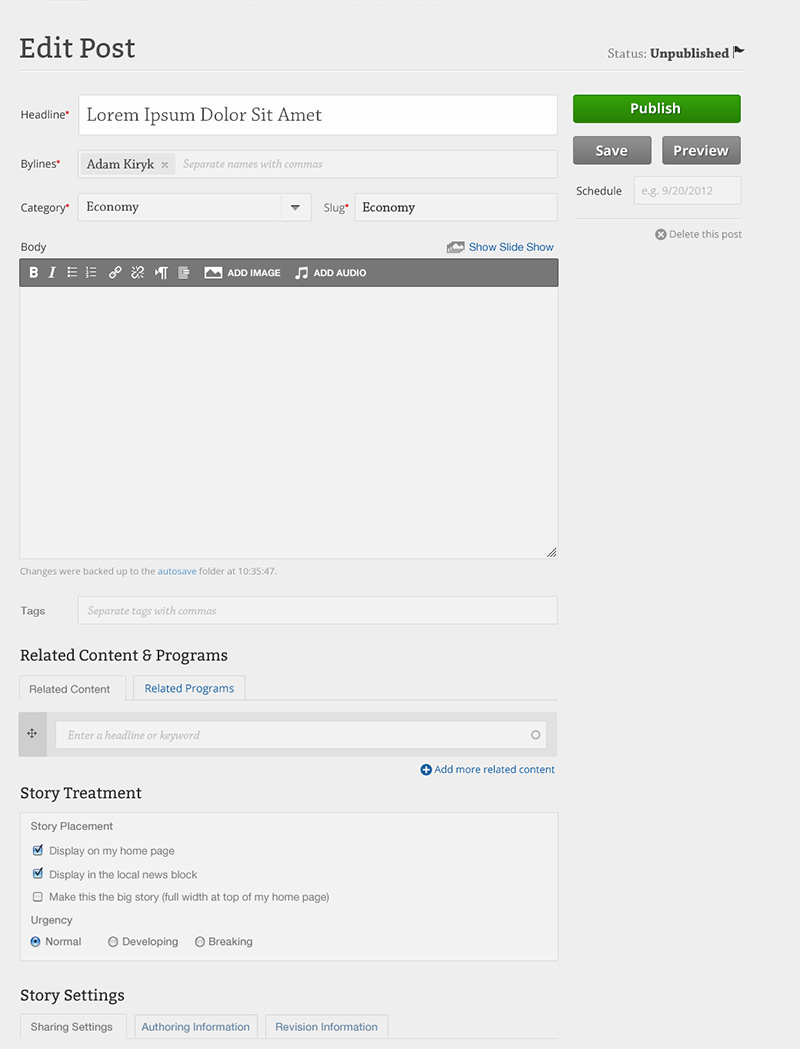 Edit Post
Status: Unpublished
Headline* Lorem Ipsum Dolor Sit Amet
Publish
Bylines* Adam Kiryk × Separate names with commas
Save Preview
Category* Economy Slug* Economy
Schedule e.g. 9/20/2012
Delete this post
Body Show Slide Show
B I ADD IMAGE ADD AUDIO
Changes were backed up to the autosave folder at 10:35:47.
Tags Separate tags with commas
Related Content & Programs
Related Content Related Programs
Enter a headline or keyword
Add more related content
Story Treatment
Story Placement
Display on my home page
Display in the local news block
Make this the big story (full width at top of my home page)
Urgency
Normal Developing Breaking
Story Settings
Sharing Settings Authoring Information Revision Information